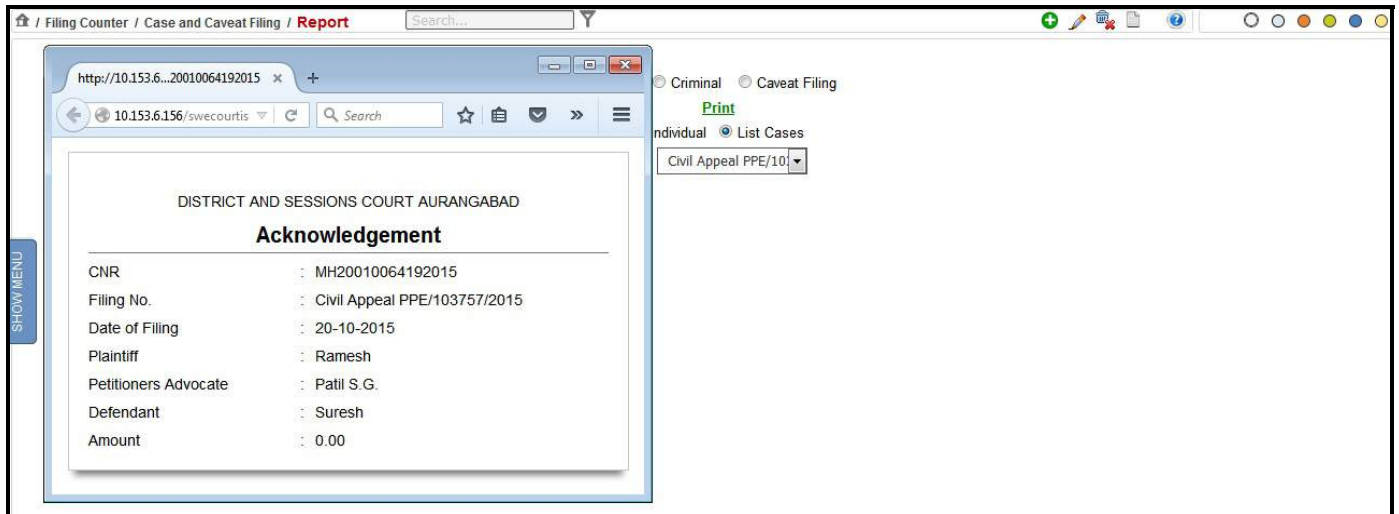 / Filing Counter / Case and Caveat Filing / Report Search...
http://10.153.6...20010064192015
10.153.6.156/swecourtis Search
Criminal Caveat Filing
Print
ndividual List Cases
Civil Appeal PPE/10
SHOW MENU
DISTRICT AND SESSIONS COURT AURANGABAD
Acknowledgement
CNR : MH20010064192015
Filing No. : Civil Appeal PPE/103757/2015
Date of Filing : 20-10-2015
Plaintiff : Ramesh
Petitioners Advocate : Patil S.G.
Defendant : Suresh
Amount : 0.00